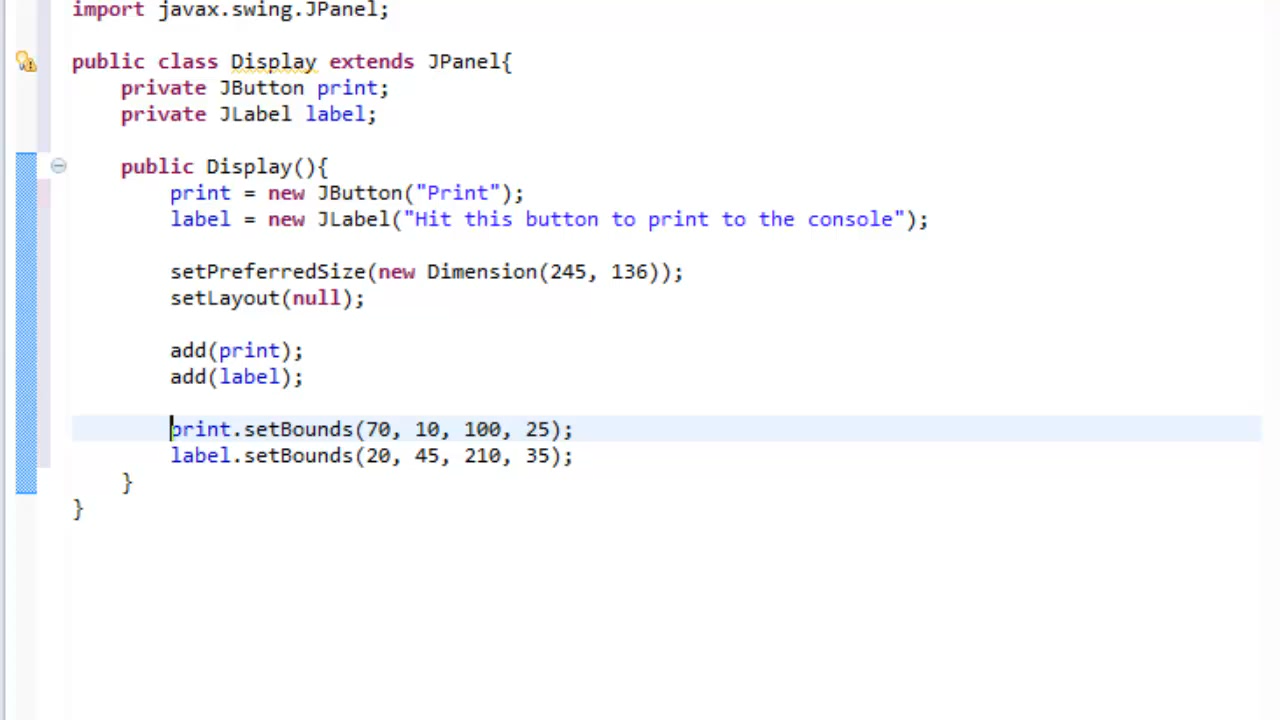 import javax.swing.JPanel;
public class Display extends JPanel{
private JButton print;
private JLabel label;
public Display(){
print = new JButton("Print");
label = new JLabel("Hit this button to print to the console");
setPreferredSize(new Dimension(245, 136));
setLayout(null);
add(print);
add(label);
print.setBounds(70, 10, 100, 25);
label.setBounds(20, 45, 210, 35);
}
}